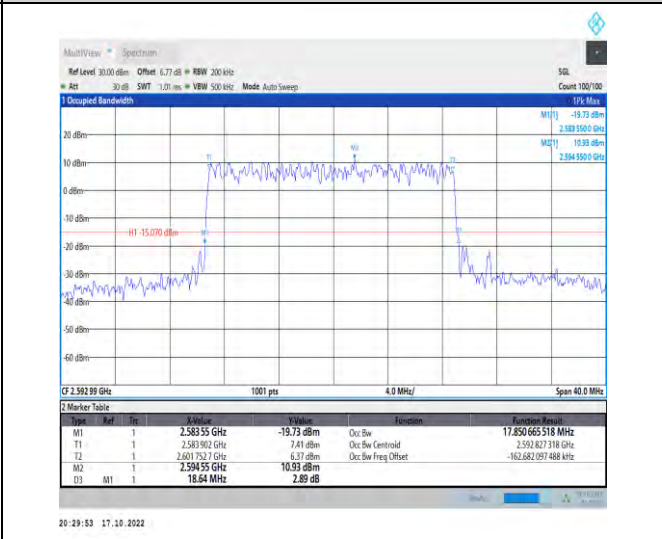 MultiView Spectrum
Ref Level 30.00 dBm Offset 6.77 dB RBW 200 kHz SGL
Att 30 dB SWT 1.01 ms VBW 500 kHz Mode Auto Sweep Count 100/100
1 Occupied Bandwidth 1Pk Max
M1[1] -19.73 dBm
2.583 550 0 GHz
M2[1] 10.93 dBm
2.594 550 0 GHz
20 dBm
M2
T1
10 dBm
0 dBm
-10 dBm
H1 -15.070 dBm
M1
-20 dBm
-30 dBm
-40 dBm
-50 dBm
-60 dBm
CF 2.592 99 GHz 1001 pts 4.0 MHz/ Span 40.0 MHz
2 Marker Table
Type Ref Trc X-Value Y-Value Function Function Result
M1 1 2.583 55 GHz -19.73 dBm Occ Bw 17.850 665 518 MHz
T1 1 2.583 902 GHz 7.41 dBm Occ Bw Centroid 2.592 827 318 GHz
T2 1 2.601 752 7 GHz 6.37 dBm Occ Bw Freq Offset -162.682 097 488 kHz
M2 1 2.594 55 GHz 10.93 dBm
D3 M1 1 18.64 MHz 2.89 dB
20:29:53 17.10.2022